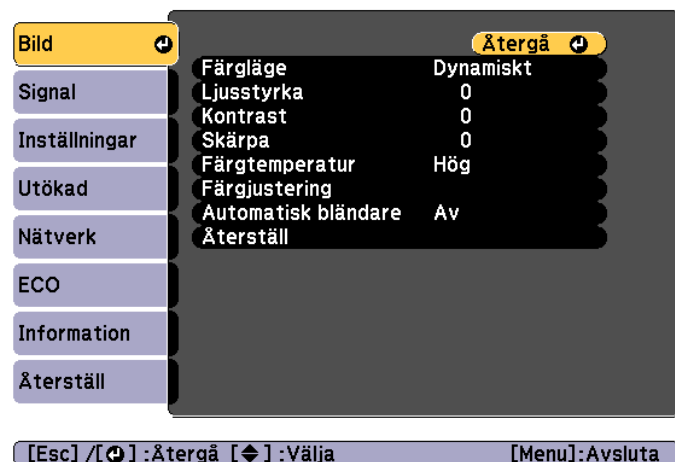 Bild
Signal
Inställningar
Utökad
Nätverk
ECO
Information
Återställ
Återgå
Färgläge Dynamiskt
Ljusstyrka 0
Kontrast 0
Skärpa 0
Färgtemperatur Hög
Färgjustering
Automatisk bländare Av
Återställ
[Esc] /[ ] :Återgå [ ] :Välja [Menu]:Avsluta